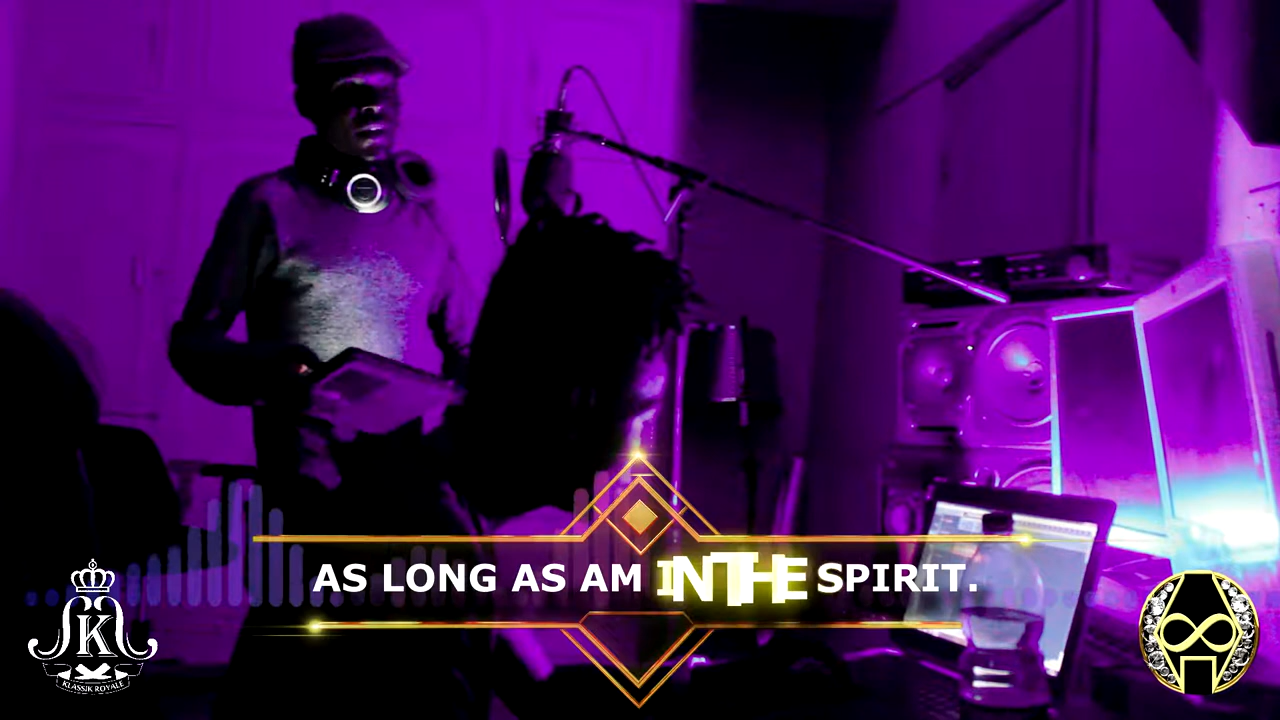 AS LONG AS AM IN THE SPIRIT.
K
KLASSIK ROYALE